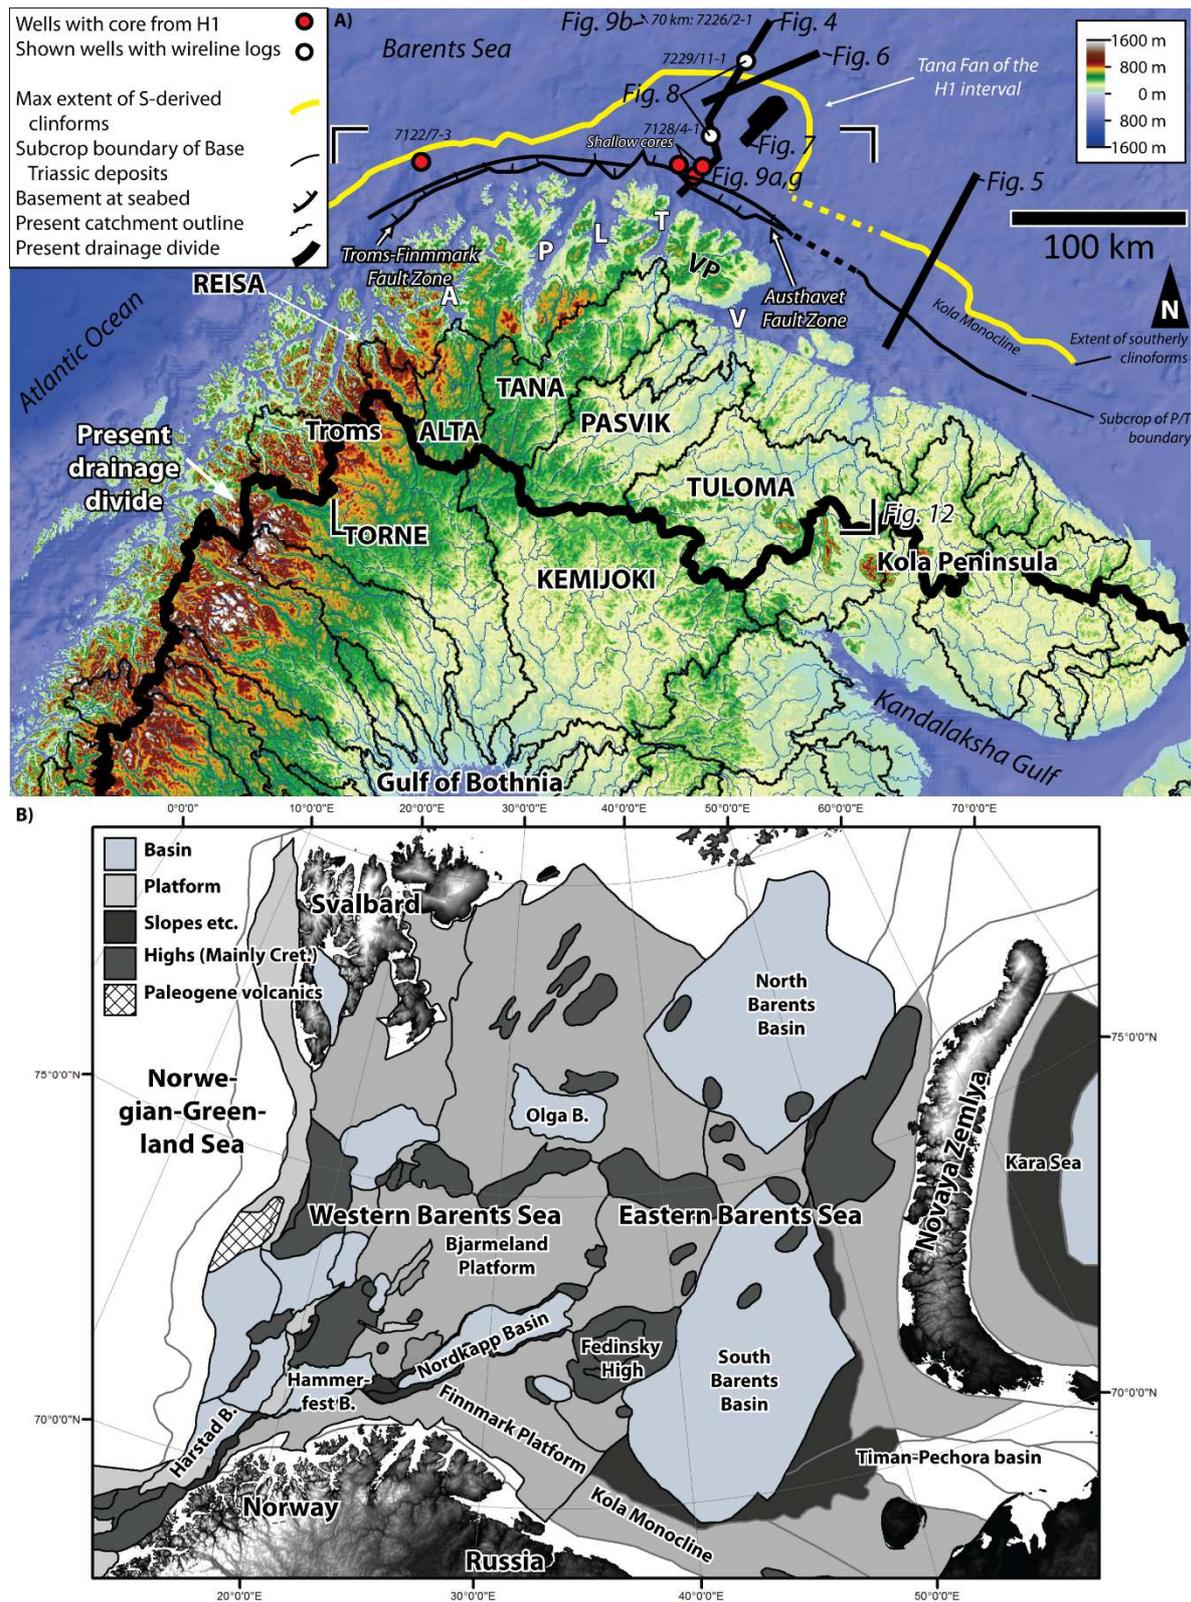 Wells with core from H1
Shown wells with wireline logs
Max extent of S-derived
clinforms
Subcrop boundary of Base
Triassic deposits
Basement at seabed
Present catchment outline
Present drainage divide
A)
Barents Sea
Fig. 9b
70 km: 7226/2-1
Fig. 4
7229/11-1
Fig. 6
Fig. 8
Tana Fan of the
H1 interval
1600 m
800 m
0 m
800 m
1600 m
7122/7-3
7128/4-1
Shallow cores
Fig. 7
Fig. 9a,g
Fig. 5
100 km
N
Troms-Finnmark
Fault Zone
P
L
T
VP
A
V
REISA
Austhavet
Fault Zone
Kola Monocline
Extent of southerly
clinoforms
Subcrop of P/T
boundary
Atlantic Ocean
TANA
PASVIK
Troms
ALTA
Present
drainage
divide
TULOMA
Fig. 12
TORNE
KEMIJOKI
Kola Peninsula
Kandalaksha Gulf
Gulf of Bothnia
B)
0°0'0"
10°0'0"E
20°0'0"E
30°0'0"E
40°0'0"E
50°0'0"E
60°0'0"E
70°0'0"E
Basin
Platform
Slopes etc.
Highs (Mainly Cret.)
Paleogene volcanics
Svalbard
North
Barents
Basin
75°0'0"N
75°0'0"N
Norwe-
gian-Green-
land Sea
Olga B.
Novaya Zemlya
Kara Sea
Western Barents Sea
Eastern Barents Sea
Bjarmeland
Platform
Nordkapp Basin
Fedinsky
High
South
Barents
Basin
Hammer-
fest B.
Harstad B.
Finnmark Platform
70°0'0"N
70°0'0"N
Timan-Pechora basin
Norway
Kola Monocline
Russia
20°0'0"E
30°0'0"E
40°0'0"E
50°0'0"E